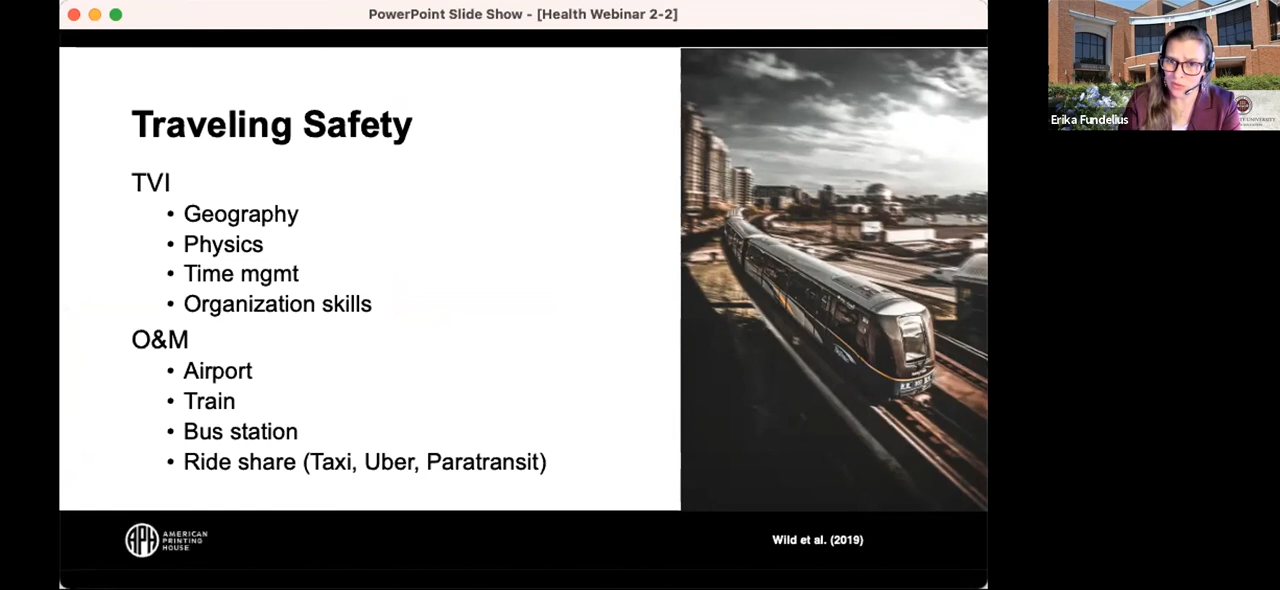 PowerPoint Slide Show - [Health Webinar 2-2]
Traveling Safety
TVI
• Geography
• Physics
• Time mgmt
• Organization skills
O&M
• Airport
• Train
• Bus station
• Ride share (Taxi, Uber, Paratransit)
APH
AMERICAN
PRINTING
HOUSE
Wild et al. (2019)
Erika Fundelius